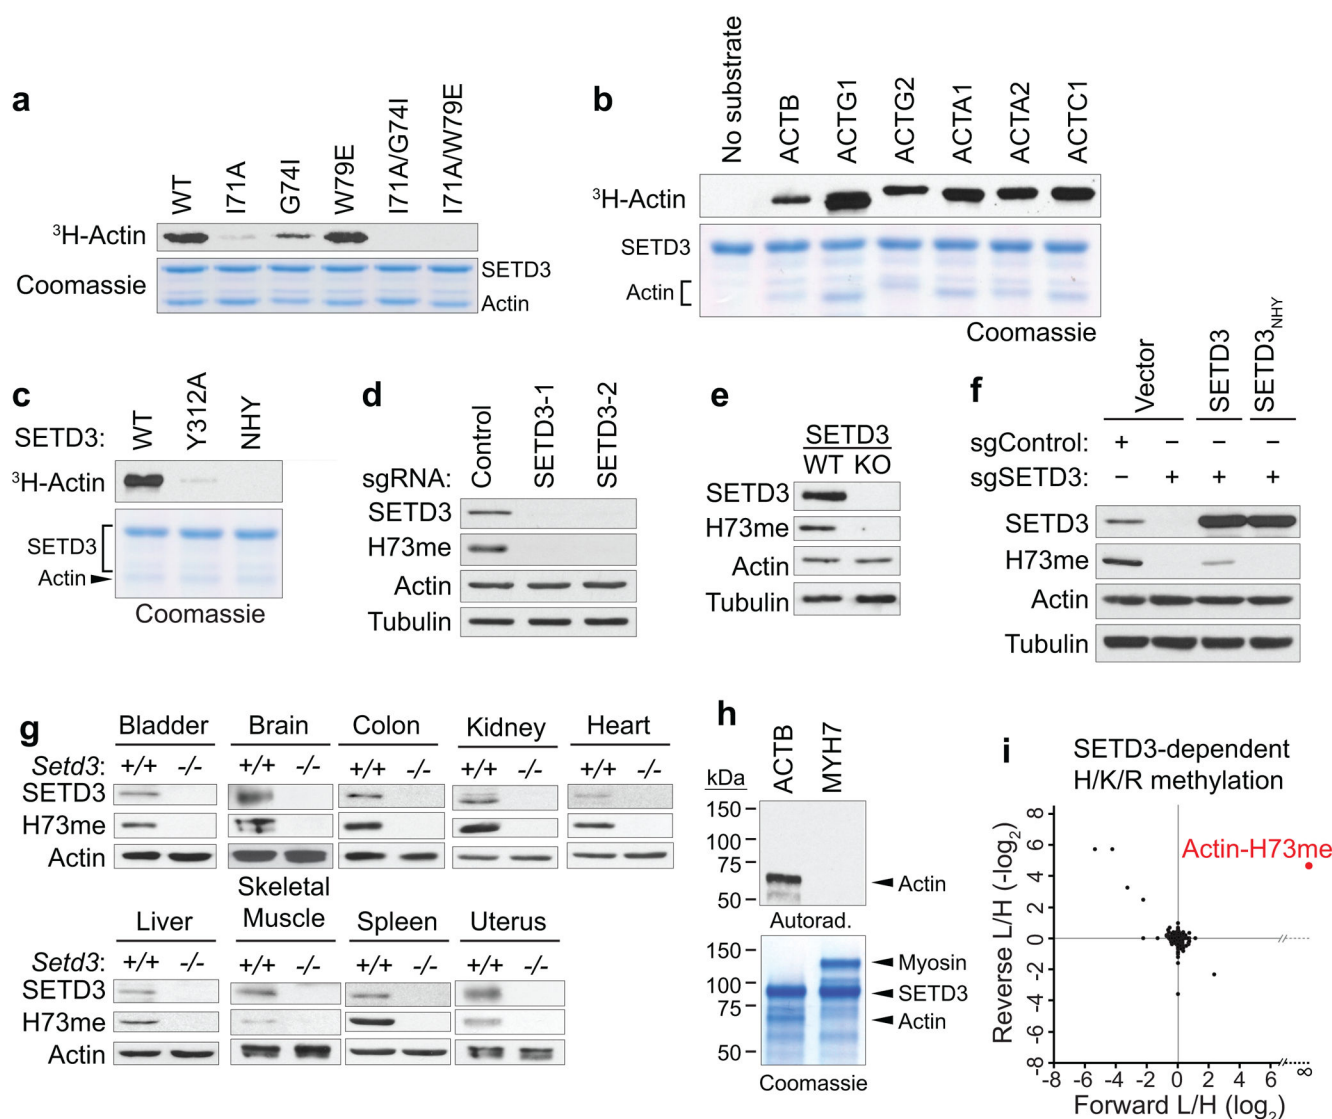 a
WT
I71A
G74I
W79E
I71A/G74I
I71A/W79E
³H-Actin
Coomassie
SETD3
Actin
b
No substrate
ACTB
ACTG1
ACTG2
ACTA1
ACTA2
ACTC1
³H-Actin
SETD3
Actin
Coomassie
c
SETD3:
WT
Y312A
NHY
³H-Actin
SETD3
Actin
Coomassie
d
sgRNA:
Control
SETD3-1
SETD3-2
SETD3
H73me
Actin
Tubulin
e
SETD3
WT KO
SETD3
H73me
Actin
Tubulin
f
Vector
SETD3
SETD3NHY
sgControl: + – – –
sgSETD3: – + + +
SETD3
H73me
Actin
Tubulin
g
Bladder Brain Colon Kidney Heart
Setd3: +/+ -/- +/+ -/- +/+ -/- +/+ -/- +/+ -/-
SETD3
H73me
Actin
Liver Skeletal Muscle Spleen Uterus
Setd3: +/+ -/- +/+ -/- +/+ -/- +/+ -/-
SETD3
H73me
Actin
h
ACTB
MYH7
kDa
150
100
75
50
Actin
Autorad.
150
100
75
50
Myosin
SETD3
Actin
Coomassie
i
SETD3-dependent
H/K/R methylation
Actin-H73me
Reverse L/H (-log₂)
8
6
4
2
0
-2
-4
-6
-8
-8 -6 -4 -2 0 2 4 6 ∞
Forward L/H (log₂)